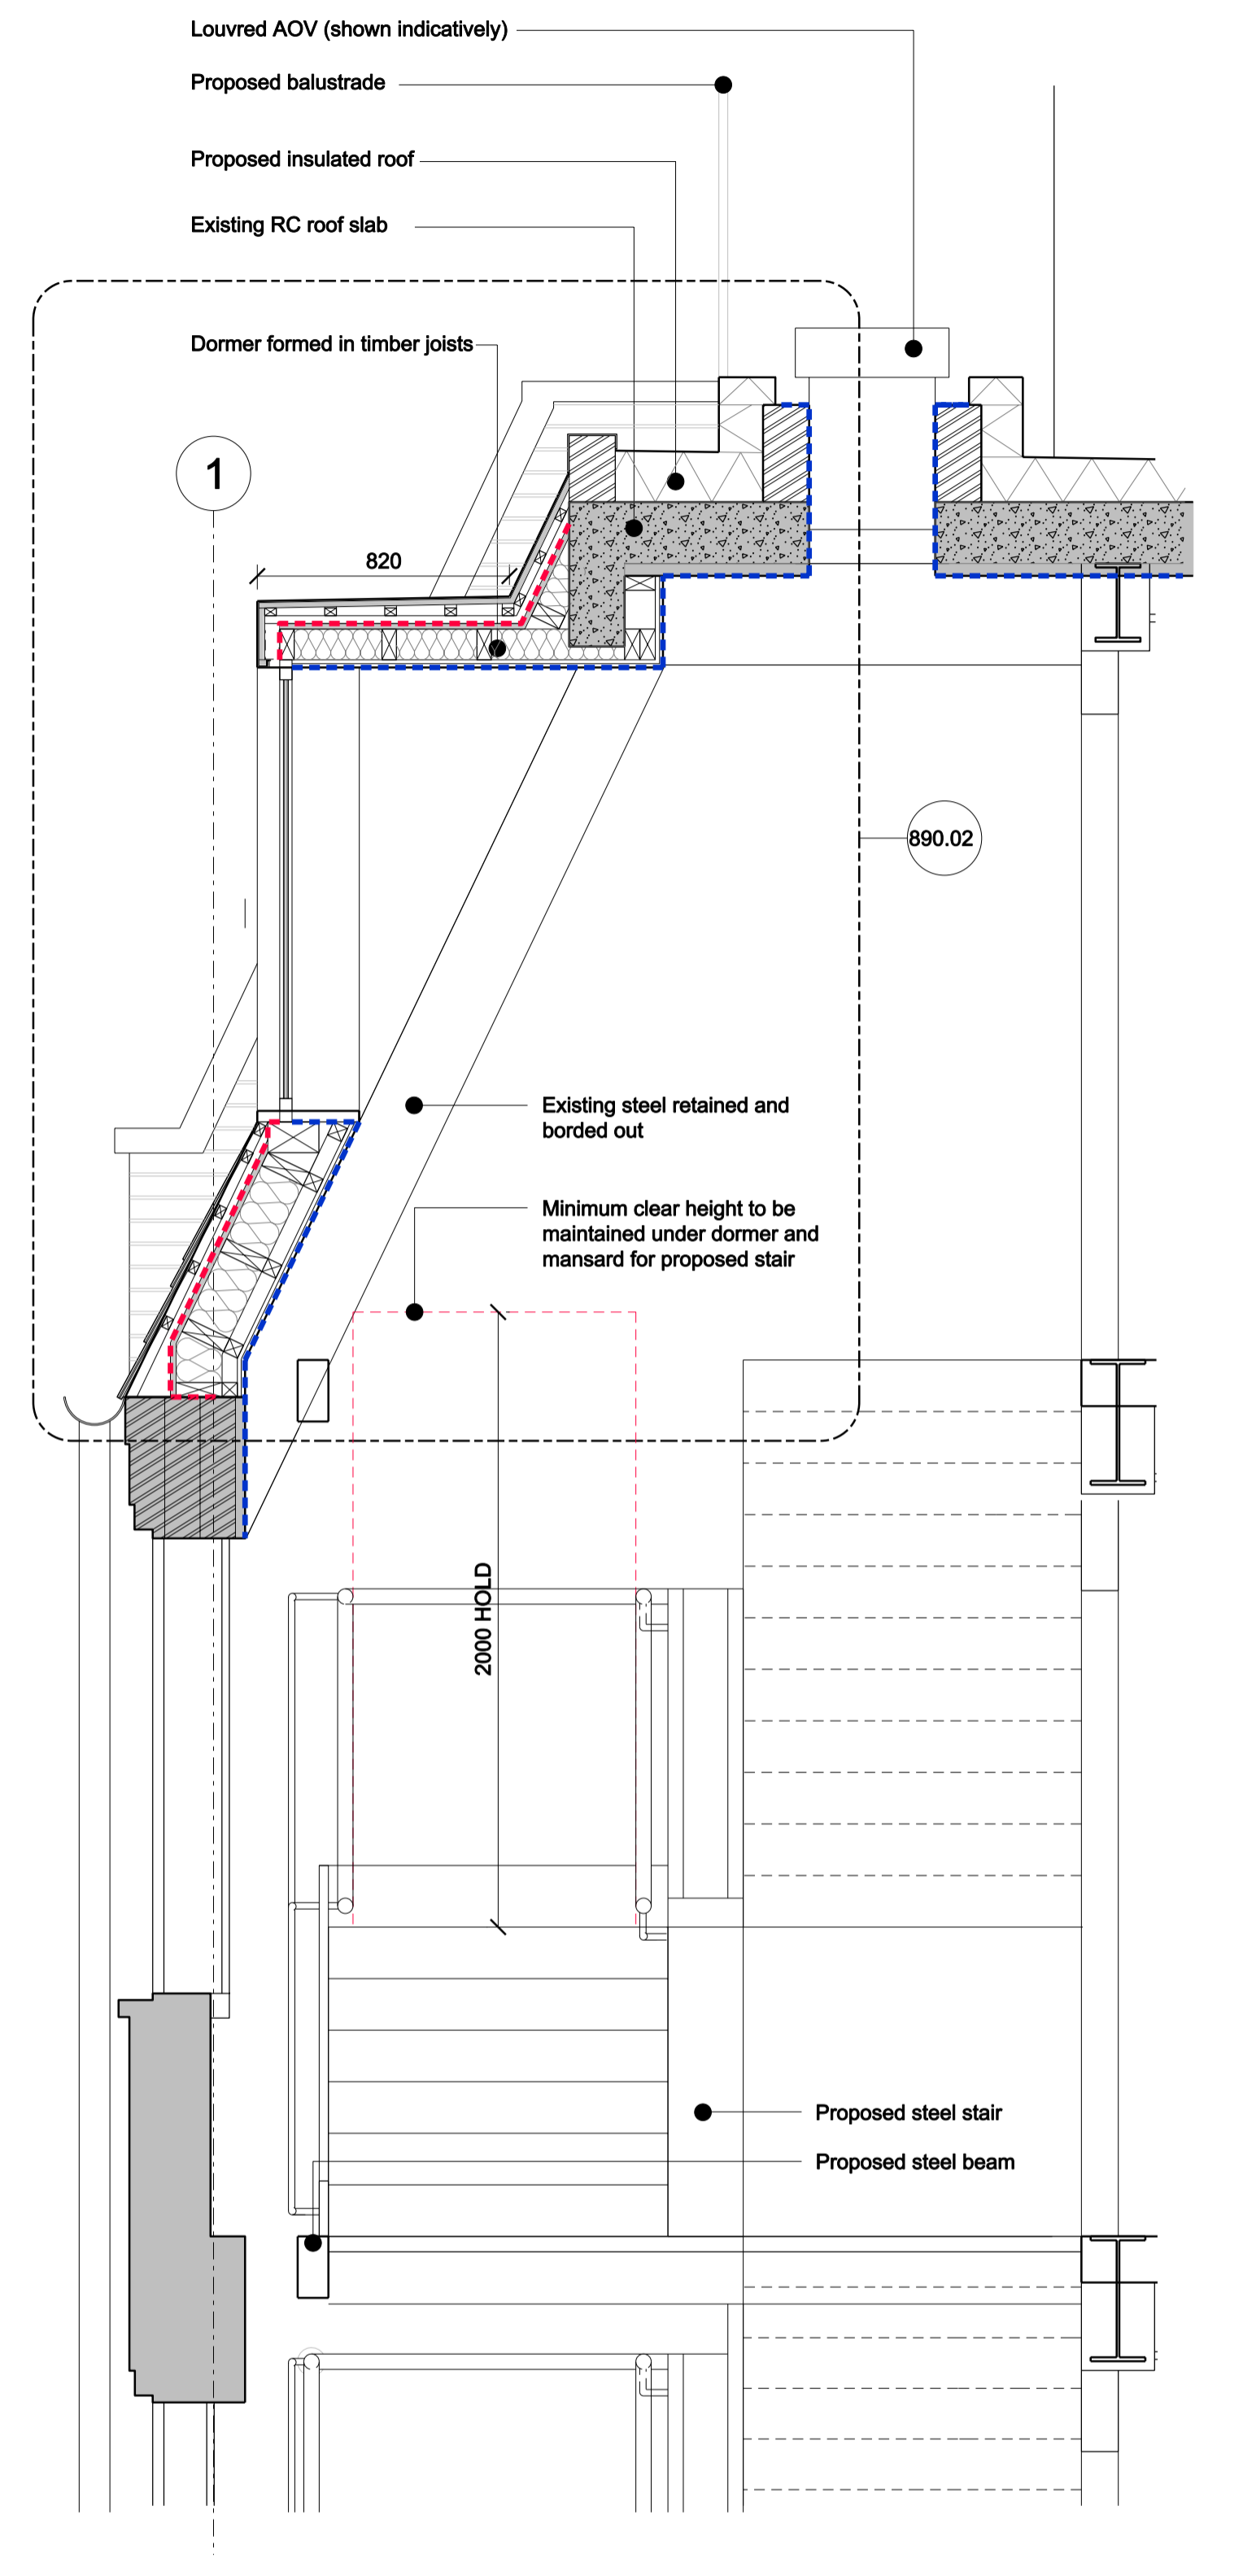 Louvred AOV (shown indicatively)
Proposed balustrade
Proposed insulated roof
Existing RC roof slab
Dormer formed in timber joists
1
820
890.02
Existing steel retained and
borded out
Minimum clear height to be
maintained under dormer and
mansard for proposed stair
2000 HOLD
Proposed steel stair
Proposed steel beam